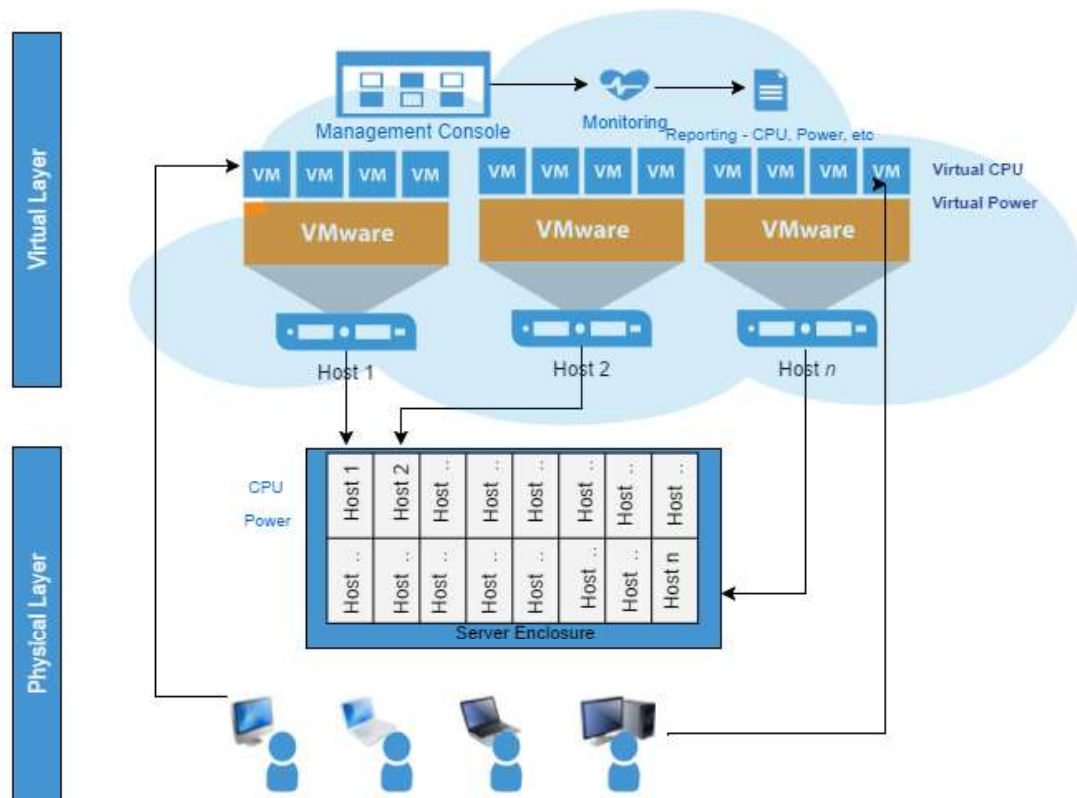 Virtual Layer
Management Console
Monitoring
Reporting - CPU, Power, etc
VM VM VM VM
VM VM VM VM
VM VM VM VM
Virtual CPU
Virtual Power
VMware
VMware
VMware
Host 1
Host 2
Host n
Physical Layer
CPU
Power
Host 1
Host 2
Host ..
Host ..
Host ..
Host ..
Host ..
Host ..
Host ..
Host ..
Host ..
Host ..
Host ..
Host ..
Host ..
Host n
Server Enclosure